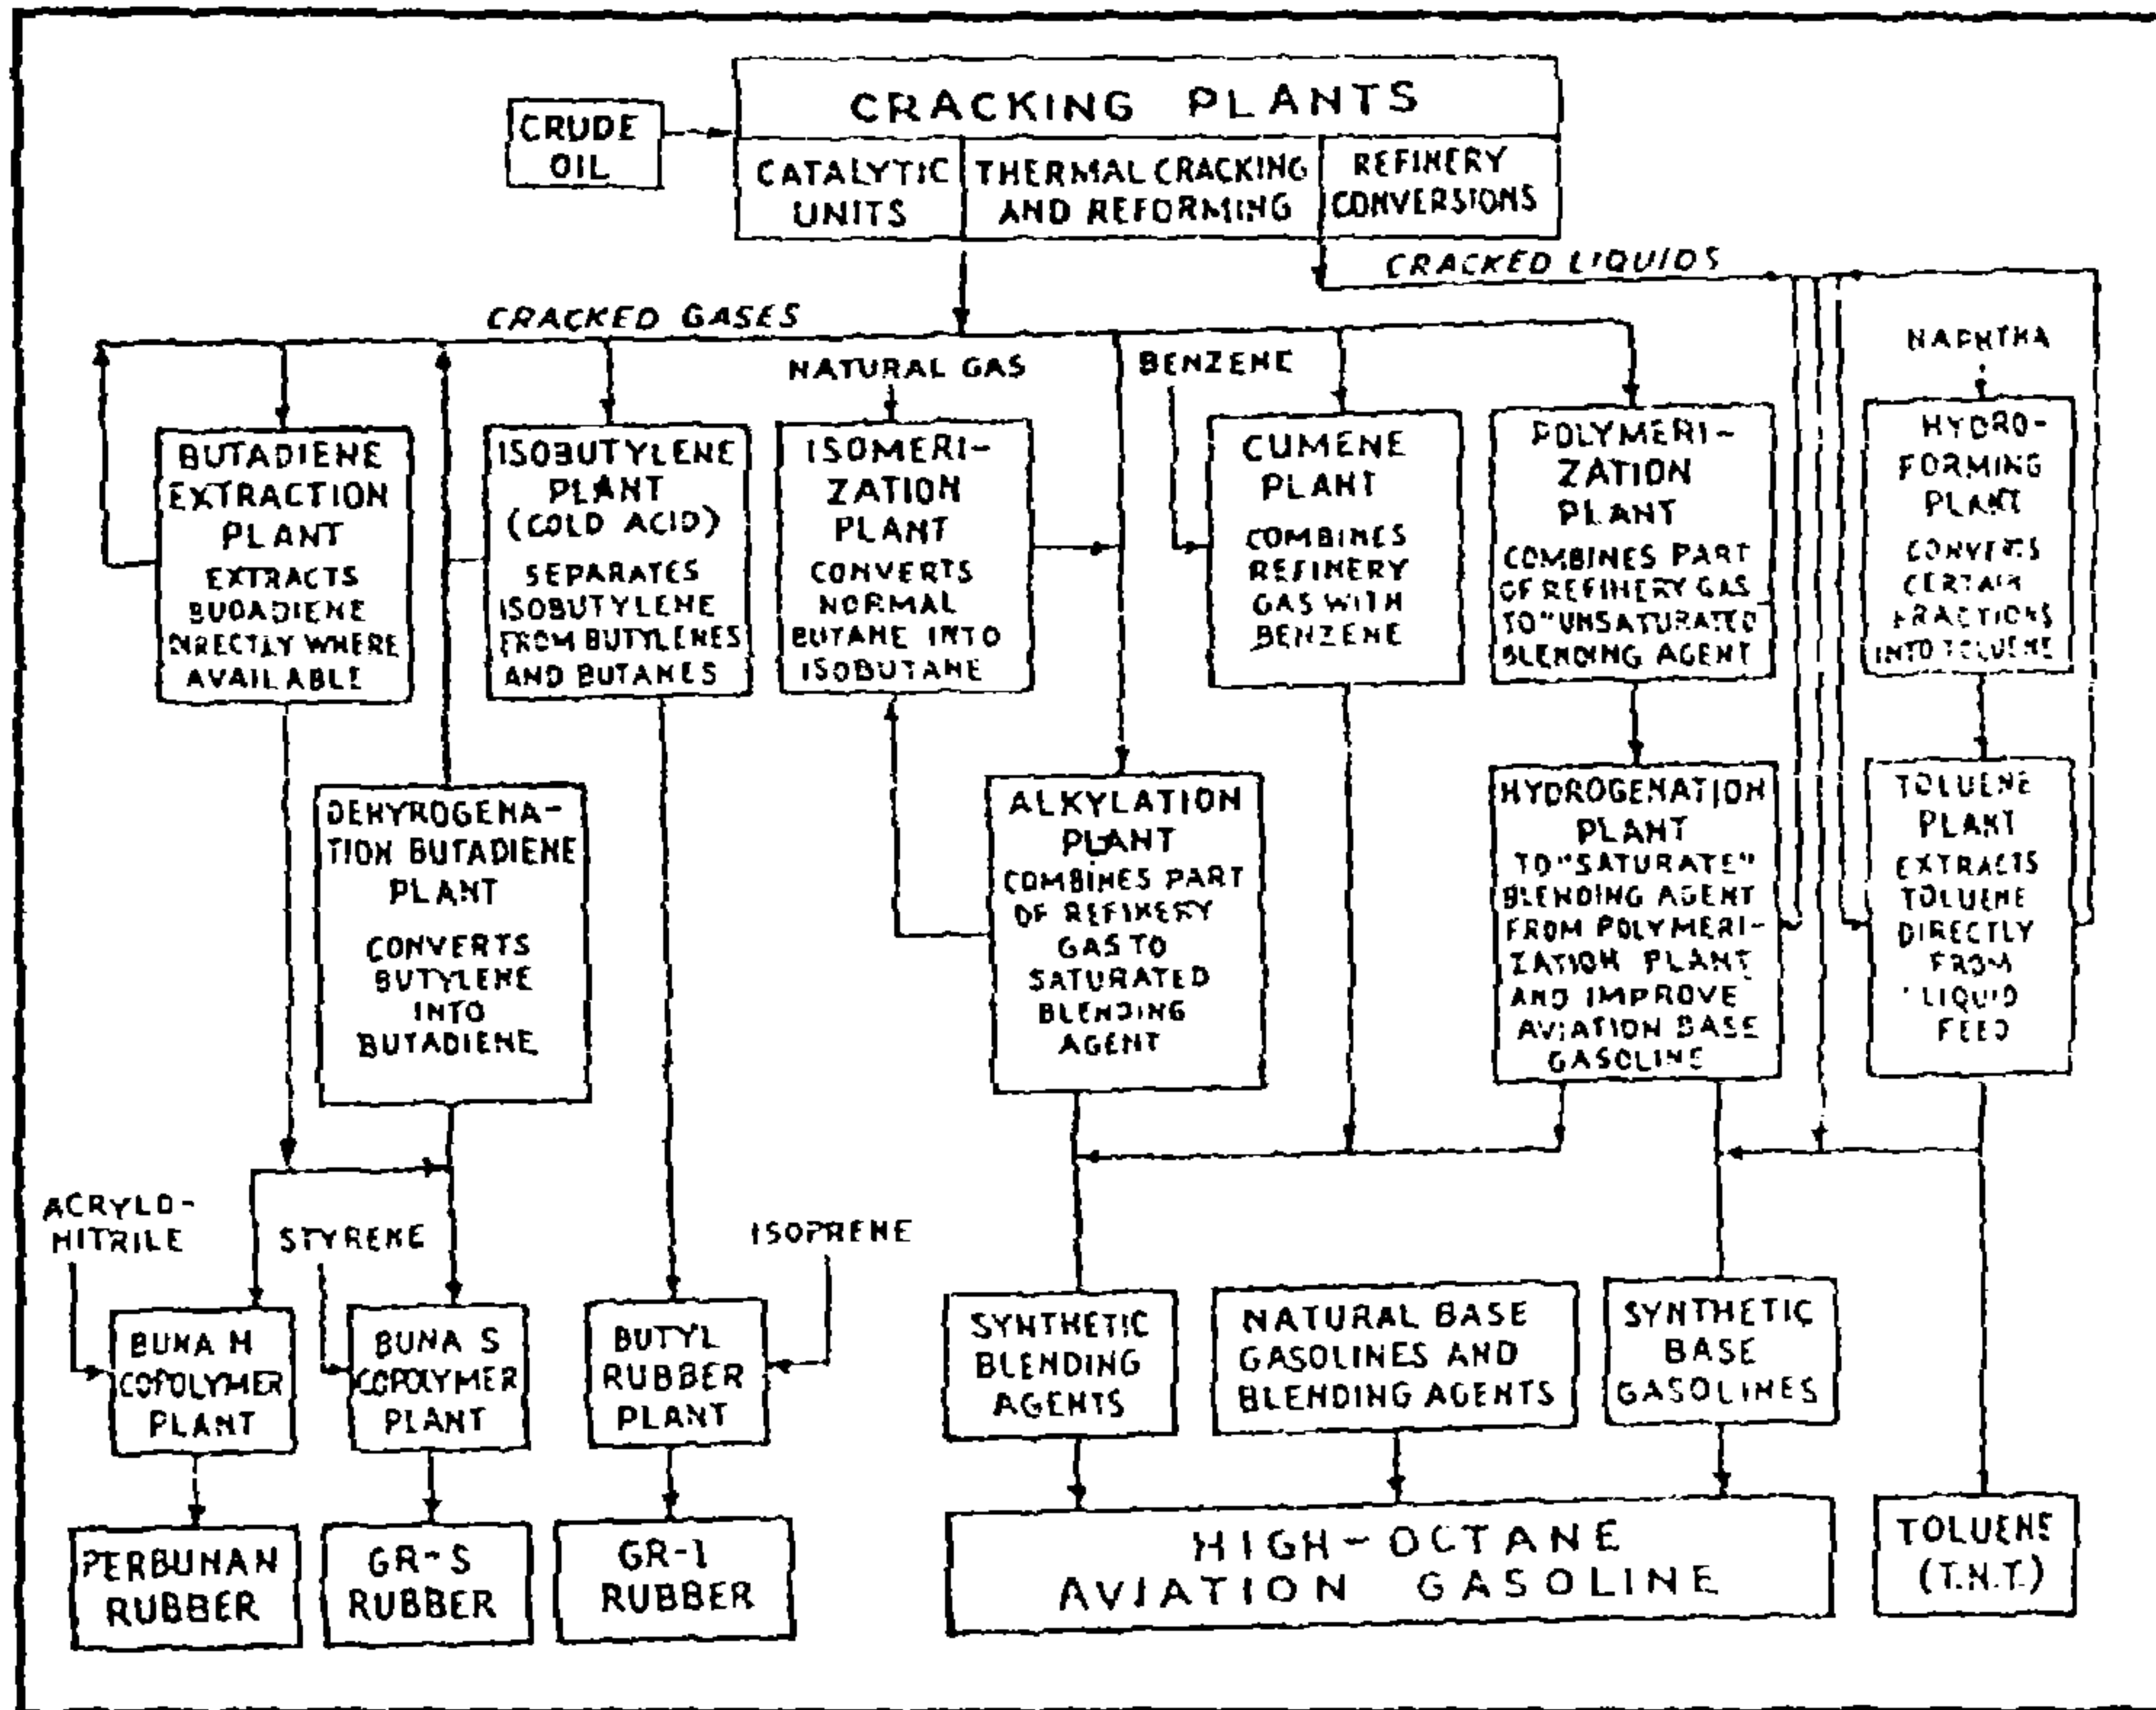 CRACKING PLANTS
CRUDE
OIL
CATALYTIC
UNITS
THERMAL CRACKING
AND REFORMING
REFINERY
CONVERSIONS
CRACKED LIQUIDS
CRACKED GASES
NATURAL GAS
BENZENE
NAPHTHA
BUTADIENE
EXTRACTION
PLANT
EXTRACTS
BUDADIENE
DIRECTLY WHERE
AVAILABLE
ISOBUTYLENE
PLANT
(COLD ACID)
SEPARATES
ISOBUTYLENE
FROM BUTYLENES
AND BUTANES
ISOMERI-
ZATION
PLANT
CONVERTS
NORMAL
BUTANE INTO
ISOBUTANE
CUMENE
PLANT
COMBINES
REFINERY
GAS WITH
BENZENE
POLYMERI-
ZATION
PLANT
COMBINES PART
OF REFINERY GAS
TO "UNSATURATED
BLENDING AGENT
HYDRO-
FORMING
PLANT
CONVERTS
CERTAIN
FRACTIONS
INTO TOLUENE
DEHYROGENA-
TION BUTADIENE
PLANT
CONVERTS
BUTYLENE
INTO
BUTADIENE
ALKYLATION
PLANT
COMBINES PART
OF REFINERY
GAS TO
SATURATED
BLENDING
AGENT
HYDROGENATION
PLANT
TO "SATURATE"
BLENDING AGENT
FROM POLYMERI-
ZATION PLANT
AND IMPROVE
AVIATION BASE
GASOLINE
TOLUENE
PLANT
EXTRACTS
TOLUENE
DIRECTLY
FROM
LIQUID
FEED
ACRYLO-
NITRILE
STYRENE
ISOPRENE
BUNA N
COPOLYMER
PLANT
BUNA S
COPOLYMER
PLANT
BUTYL
RUBBER
PLANT
SYNTHETIC
BLENDING
AGENTS
NATURAL BASE
GASOLINES AND
BLENDING AGENTS
SYNTHETIC
BASE
GASOLINES
PERBUNAN
RUBBER
GR-S
RUBBER
GR-I
RUBBER
HIGH-OCTANE
AVIATION GASOLINE
TOLUENE
(T.N.T.)